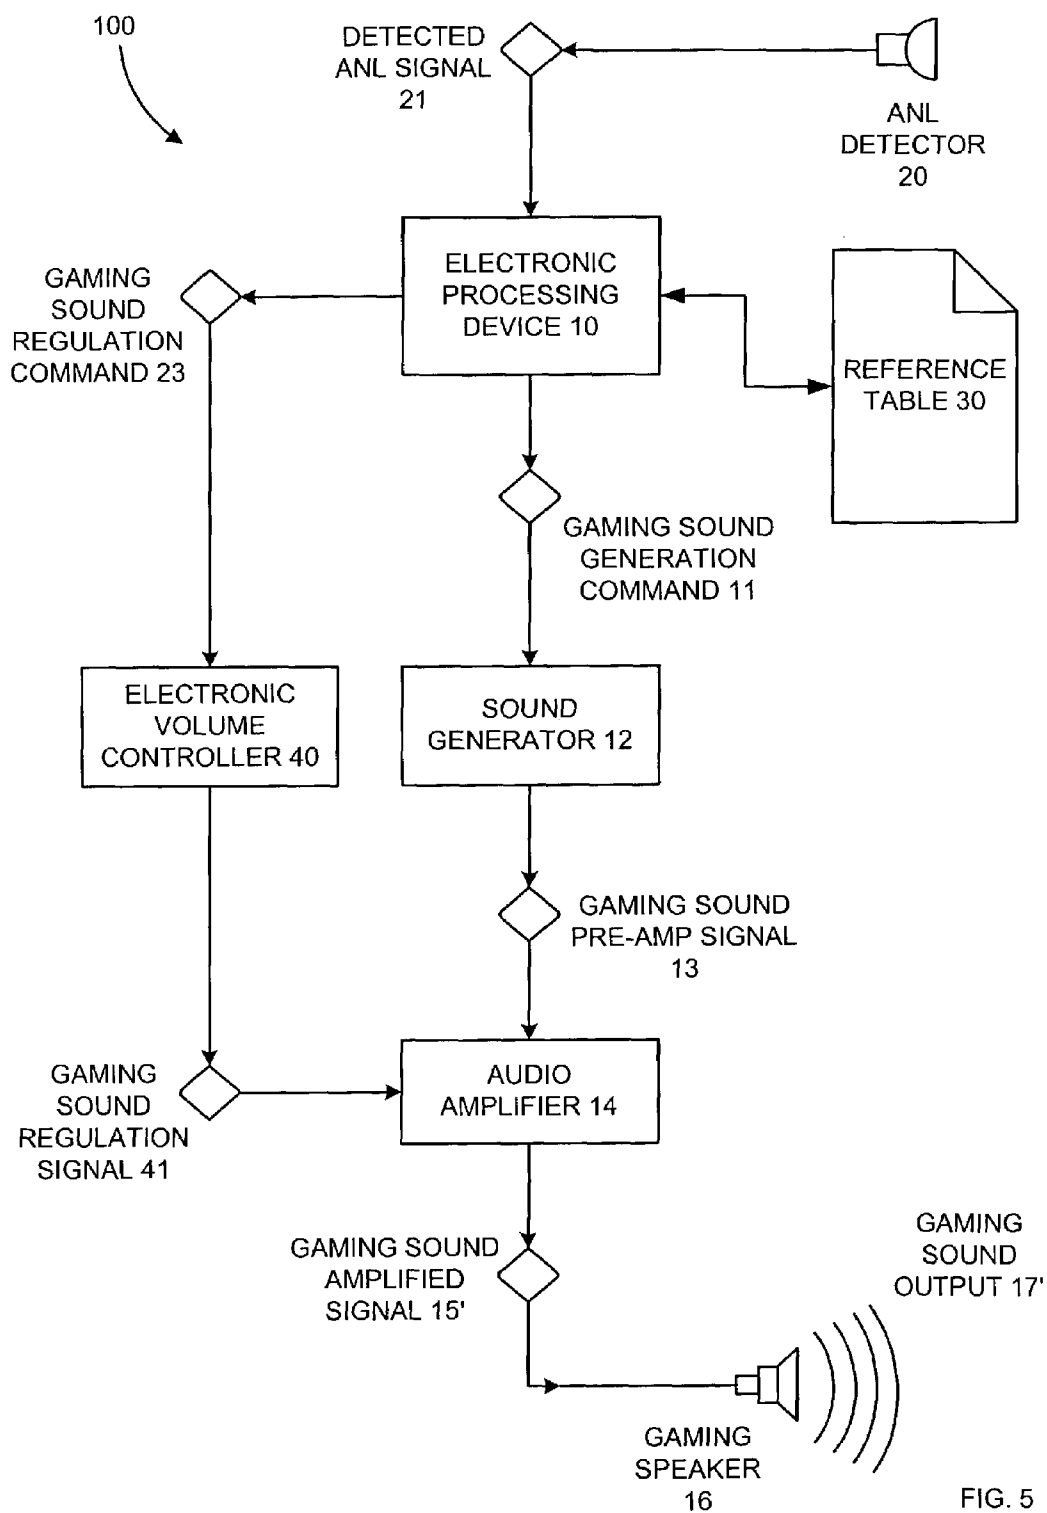 100
DETECTED
ANL SIGNAL
21
ANL
DETECTOR
20
ELECTRONIC
PROCESSING
DEVICE 10
GAMING
SOUND
REGULATION
COMMAND 23
REFERENCE
TABLE 30
GAMING SOUND
GENERATION
COMMAND 11
ELECTRONIC
VOLUME
CONTROLLER 40
SOUND
GENERATOR 12
GAMING SOUND
PRE-AMP SIGNAL
13
GAMING
SOUND
REGULATION
SIGNAL 41
AUDIO
AMPLIFIER 14
GAMING SOUND
AMPLIFIED
SIGNAL 15'
GAMING
SOUND
OUTPUT 17'
GAMING
SPEAKER
16
FIG. 5